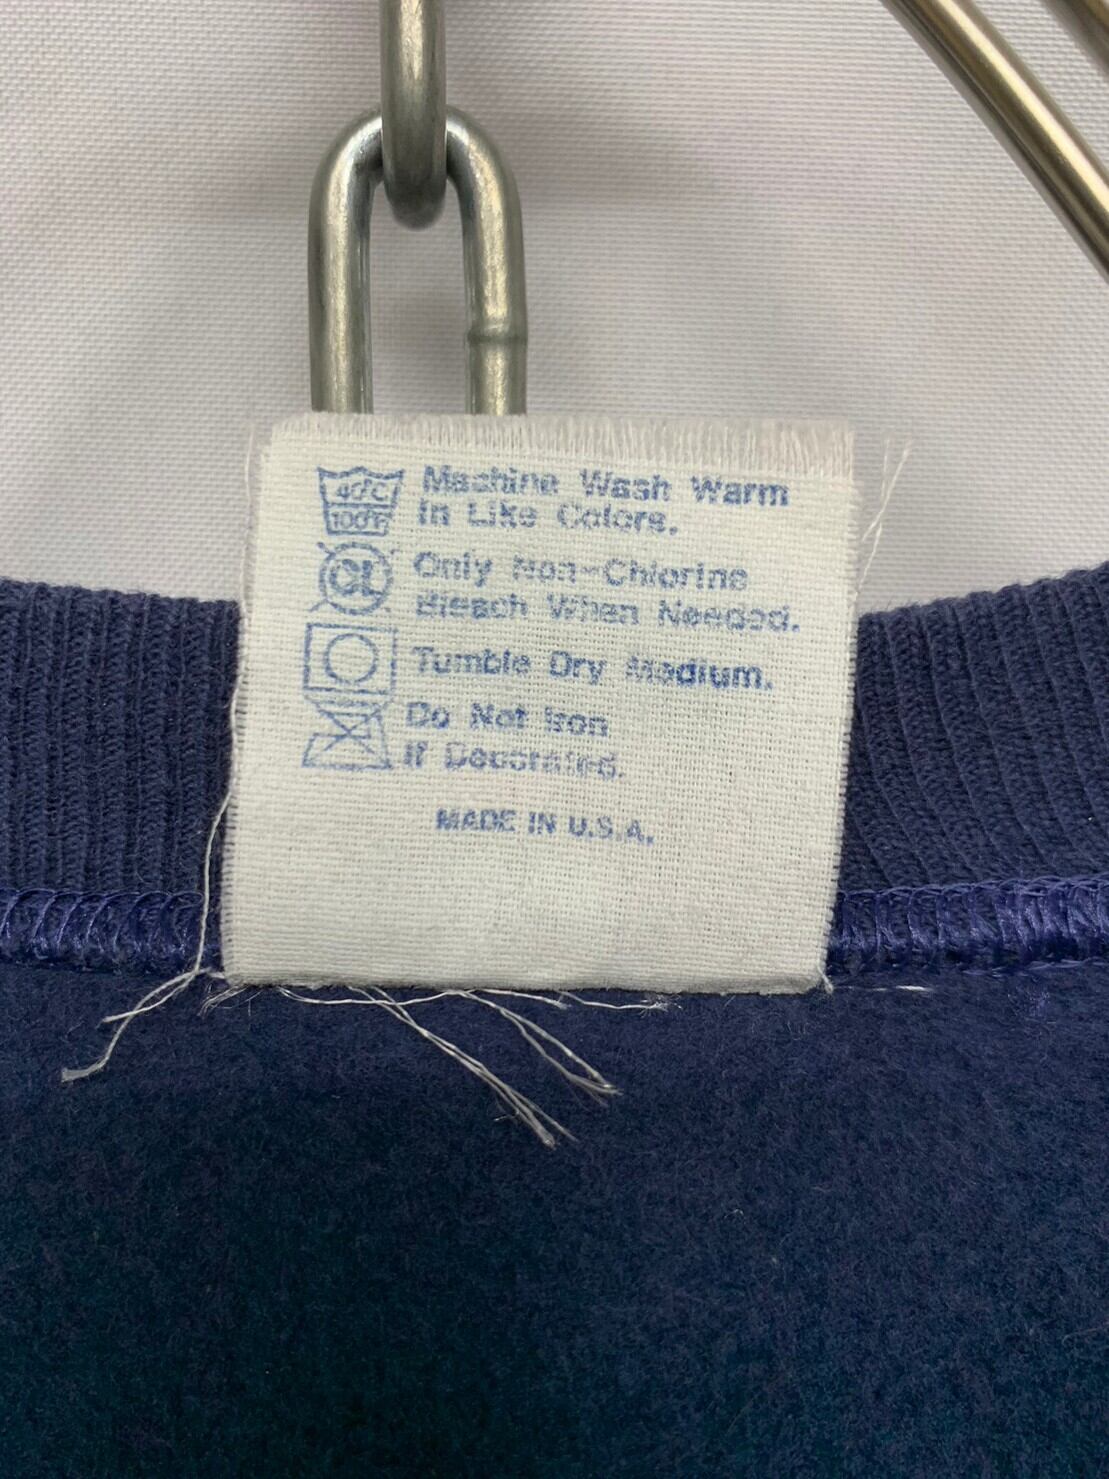 40°C
100°F
Machine Wash Warm
In Like Colors.
CL
Only Non-Chlorine
Bleach When Needed.
Tumble Dry Medium.
Do Not Iron
If Decorated.
MADE IN U.S.A.